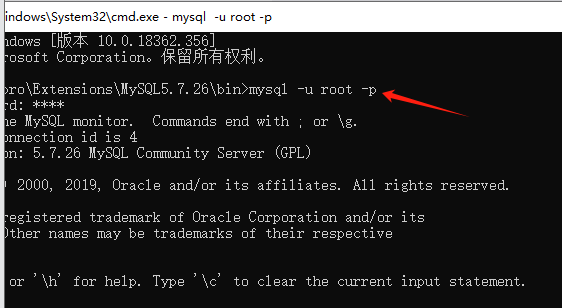 indows\System32\cmd.exe - mysql  -u root -p
ndows [版本 10.0.18362.356]
rosoft Corporation。保留所有权利。
pro\Extensions\MySQL5.7.26\bin>mysql -u root -p
rd: ****
he MySQL monitor.  Commands end with ; or \g.
onnection id is 4
on: 5.7.26 MySQL Community Server (GPL)
2000, 2019, Oracle and/or its affiliates. All rights reserved.
registered trademark of Oracle Corporation and/or its
Other names may be trademarks of their respective
or '\h' for help. Type '\c' to clear the current input statement.